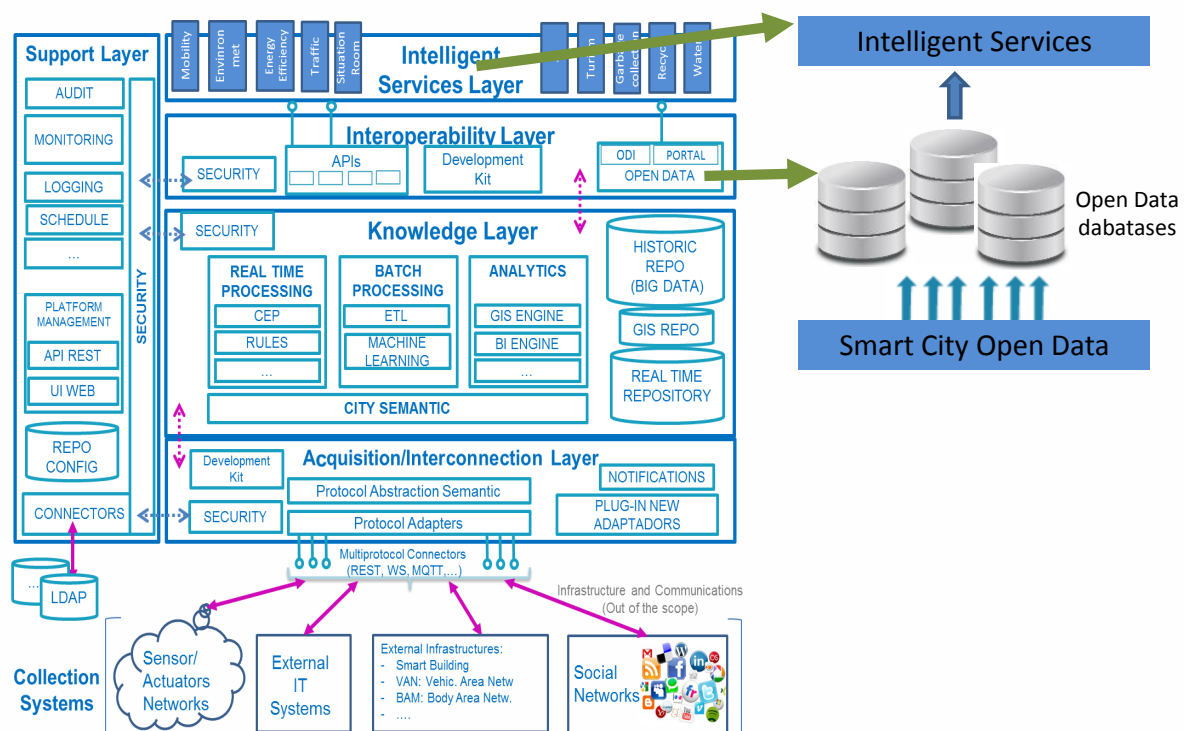 Support Layer
AUDIT
MONITORING
LOGGING
SCHEDULE
...
PLATFORM
MANAGEMENT
API REST
UI WEB
REPO
CONFIG
CONNECTORS
SECURITY
...
LDAP
Mobility
Envinron
met
Energy
Efficiency
Traffic
Situation
Room
Intelligent
Services Layer
Garbage
collection
Water
Interoperability Layer
SECURITY
APIs
Development
Kit
ODI
PORTAL
OPEN DATA
Knowledge Layer
SECURITY
REAL TIME
PROCESSING
CEP
RULES
...
BATCH
PROCESSING
ETL
MACHINE
LEARNING
ANALYTICS
GIS ENGINE
BI ENGINE
...
CITY SEMANTIC
HISTORIC
REPO
(BIG DATA)
GIS REPO
REAL TIME
REPOSITORY
Acquisition/Interconnection Layer
Development
Kit
SECURITY
Protocol Abstraction Semantic
Protocol Adapters
NOTIFICATIONS
PLUG-IN NEW
ADAPTADORS
Multiprotocol Connectors
(REST, WS, MQTT,...)
Infrastructure and Communications
(Out of the scope)
Collection
Systems
Sensor/
Actuators
Networks
External
IT
Systems
External Infrastructures:
- Smart Building
- VAN: Vehic. Area Netw
- BAM: Body Area Netw.
- ....
Social
Networks
Intelligent Services
Open Data
dabatases
Smart City Open Data